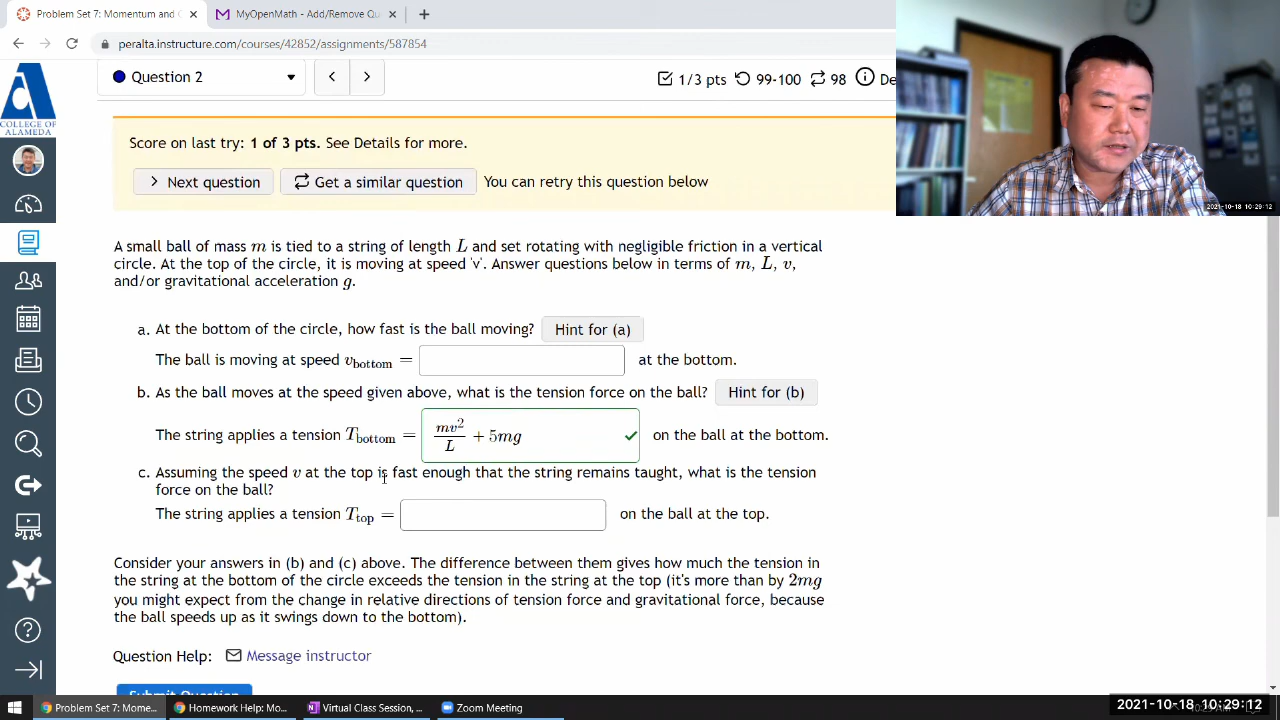 Problem Set 7: Momentum and
MyOpenMath - Add/Remove Qu
peralta.instructure.com/courses/42852/assignments/587854
Question 2
1/3 pts 99-100 98
COLLEGE OF
ALAMEDA
Score on last try: 1 of 3 pts. See Details for more.
Next question
Get a similar question
You can retry this question below
2021-10-18 10:29:12
A small ball of mass m is tied to a string of length L and set rotating with negligible friction in a vertical
circle. At the top of the circle, it is moving at speed 'v'. Answer questions below in terms of m, L, v,
and/or gravitational acceleration g.
a. At the bottom of the circle, how fast is the ball moving? Hint for (a)
The ball is moving at speed v_bottom = at the bottom.
b. As the ball moves at the speed given above, what is the tension force on the ball? Hint for (b)
The string applies a tension T_bottom = mv²/L + 5mg on the ball at the bottom.
c. Assuming the speed v at the top is fast enough that the string remains taught, what is the tension
force on the ball?
The string applies a tension T_top = on the ball at the top.
Consider your answers in (b) and (c) above. The difference between them gives how much the tension in
the string at the bottom of the circle exceeds the tension in the string at the top (it's more than by 2mg
you might expect from the change in relative directions of tension force and gravitational force, because
the ball speeds up as it swings down to the bottom).
Question Help: Message instructor
Submit Question
Problem Set 7: Mome...
Homework Help: Mo...
Virtual Class Session, ...
Zoom Meeting
2021-10-18 10:29:12